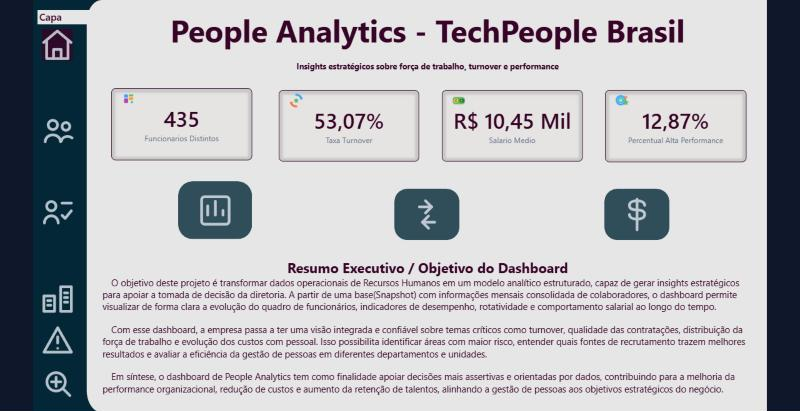 Capa
People Analytics - TechPeople Brasil
Insights estratégicos sobre força de trabalho, turnover e performance
435
Funcionarios Distintos
53,07%
Taxa Turnover
R$ 10,45 Mil
Salario Medio
12,87%
Percentual Alta Performance
Resumo Executivo / Objetivo do Dashboard
O objetivo deste projeto é transformar dados operacionais de Recursos Humanos em um modelo analítico estruturado, capaz de gerar insights estratégicos
para apoiar a tomada de decisão da diretoria. A partir de uma base(Snapshot) com informações mensais consolidada de colaboradores, o dashboard permite
visualizar de forma clara a evolução do quadro de funcionários, indicadores de desempenho, rotatividade e comportamento salarial ao longo do tempo.
Com esse dashboard, a empresa passa a ter uma visão integrada e confiável sobre temas críticos como turnover, qualidade das contratações, distribuição da
força de trabalho e evolução dos custos com pessoal. Isso possibilita identificar áreas com maior risco, entender quais fontes de recrutamento trazem melhores
resultados e avaliar a eficiência da gestão de pessoas em diferentes departamentos e unidades.
Em síntese, o dashboard de People Analytics tem como finalidade apoiar decisões mais assertivas e orientadas por dados, contribuindo para a melhoria da
performance organizacional, redução de custos e aumento da retenção de talentos, alinhando a gestão de pessoas aos objetivos estratégicos do negócio.